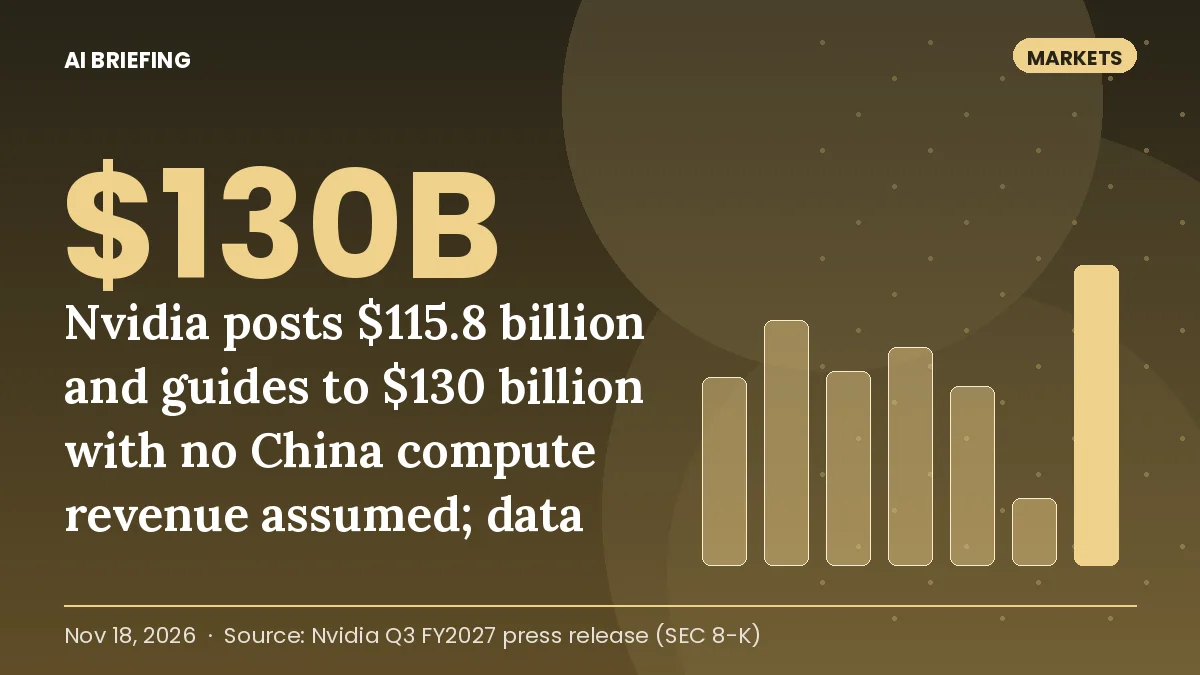 AI BRIEFING
MARKETS
$130B
Nvidia posts $115.8 billion
and guides to $130 billion
with no China compute
revenue assumed; data
Nov 18, 2026 · Source: Nvidia Q3 FY2027 press release (SEC 8-K)